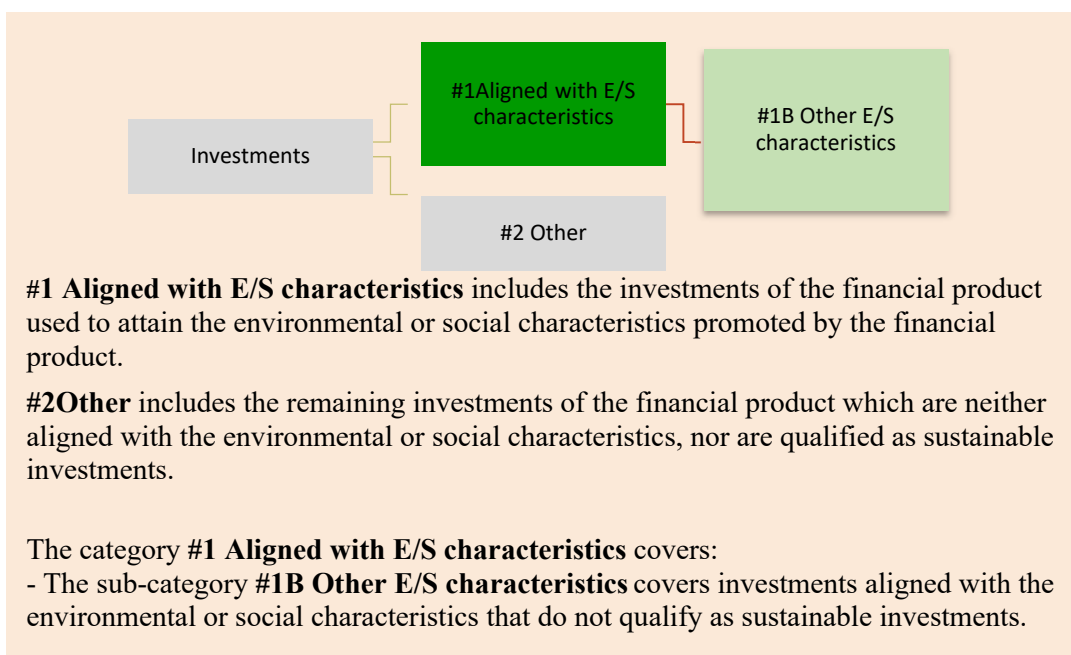 #1Aligned with E/S
characteristics
#1B Other E/S
characteristics
Investments
#2 Other
#1 Aligned with E/S characteristics includes the investments of the financial product
used to attain the environmental or social characteristics promoted by the financial
product.
#2Other includes the remaining investments of the financial product which are neither
aligned with the environmental or social characteristics, nor are qualified as sustainable
investments.
The category #1 Aligned with E/S characteristics covers:
- The sub-category #1B Other E/S characteristics covers investments aligned with the
environmental or social characteristics that do not qualify as sustainable investments.